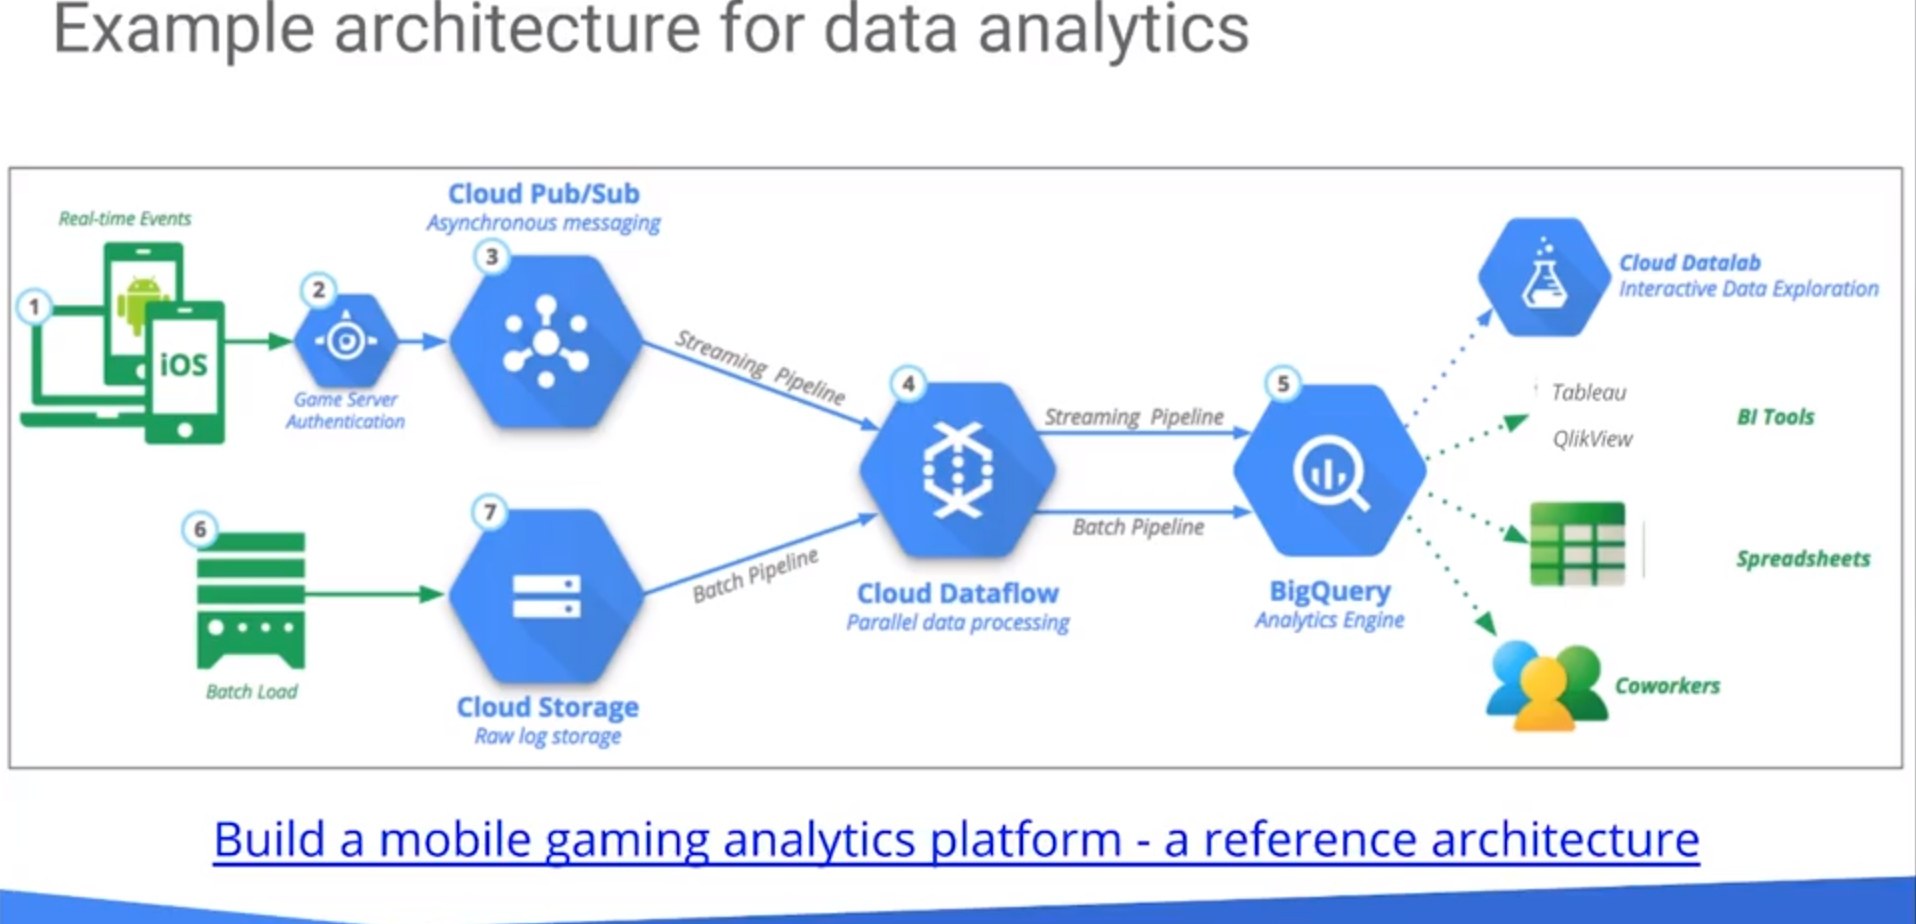 Example architecture for data analytics
Real-time Events
1
iOS
2
Game Server
Authentication
Cloud Pub/Sub
Asynchronous messaging
3
Streaming Pipeline
6
Batch Load
7
Cloud Storage
Raw log storage
Batch Pipeline
4
Cloud Dataflow
Parallel data processing
Streaming Pipeline
Batch Pipeline
5
BigQuery
Analytics Engine
Cloud Datalab
Interactive Data Exploration
Tableau
QlikView
BI Tools
Spreadsheets
Coworkers
Build a mobile gaming analytics platform - a reference architecture